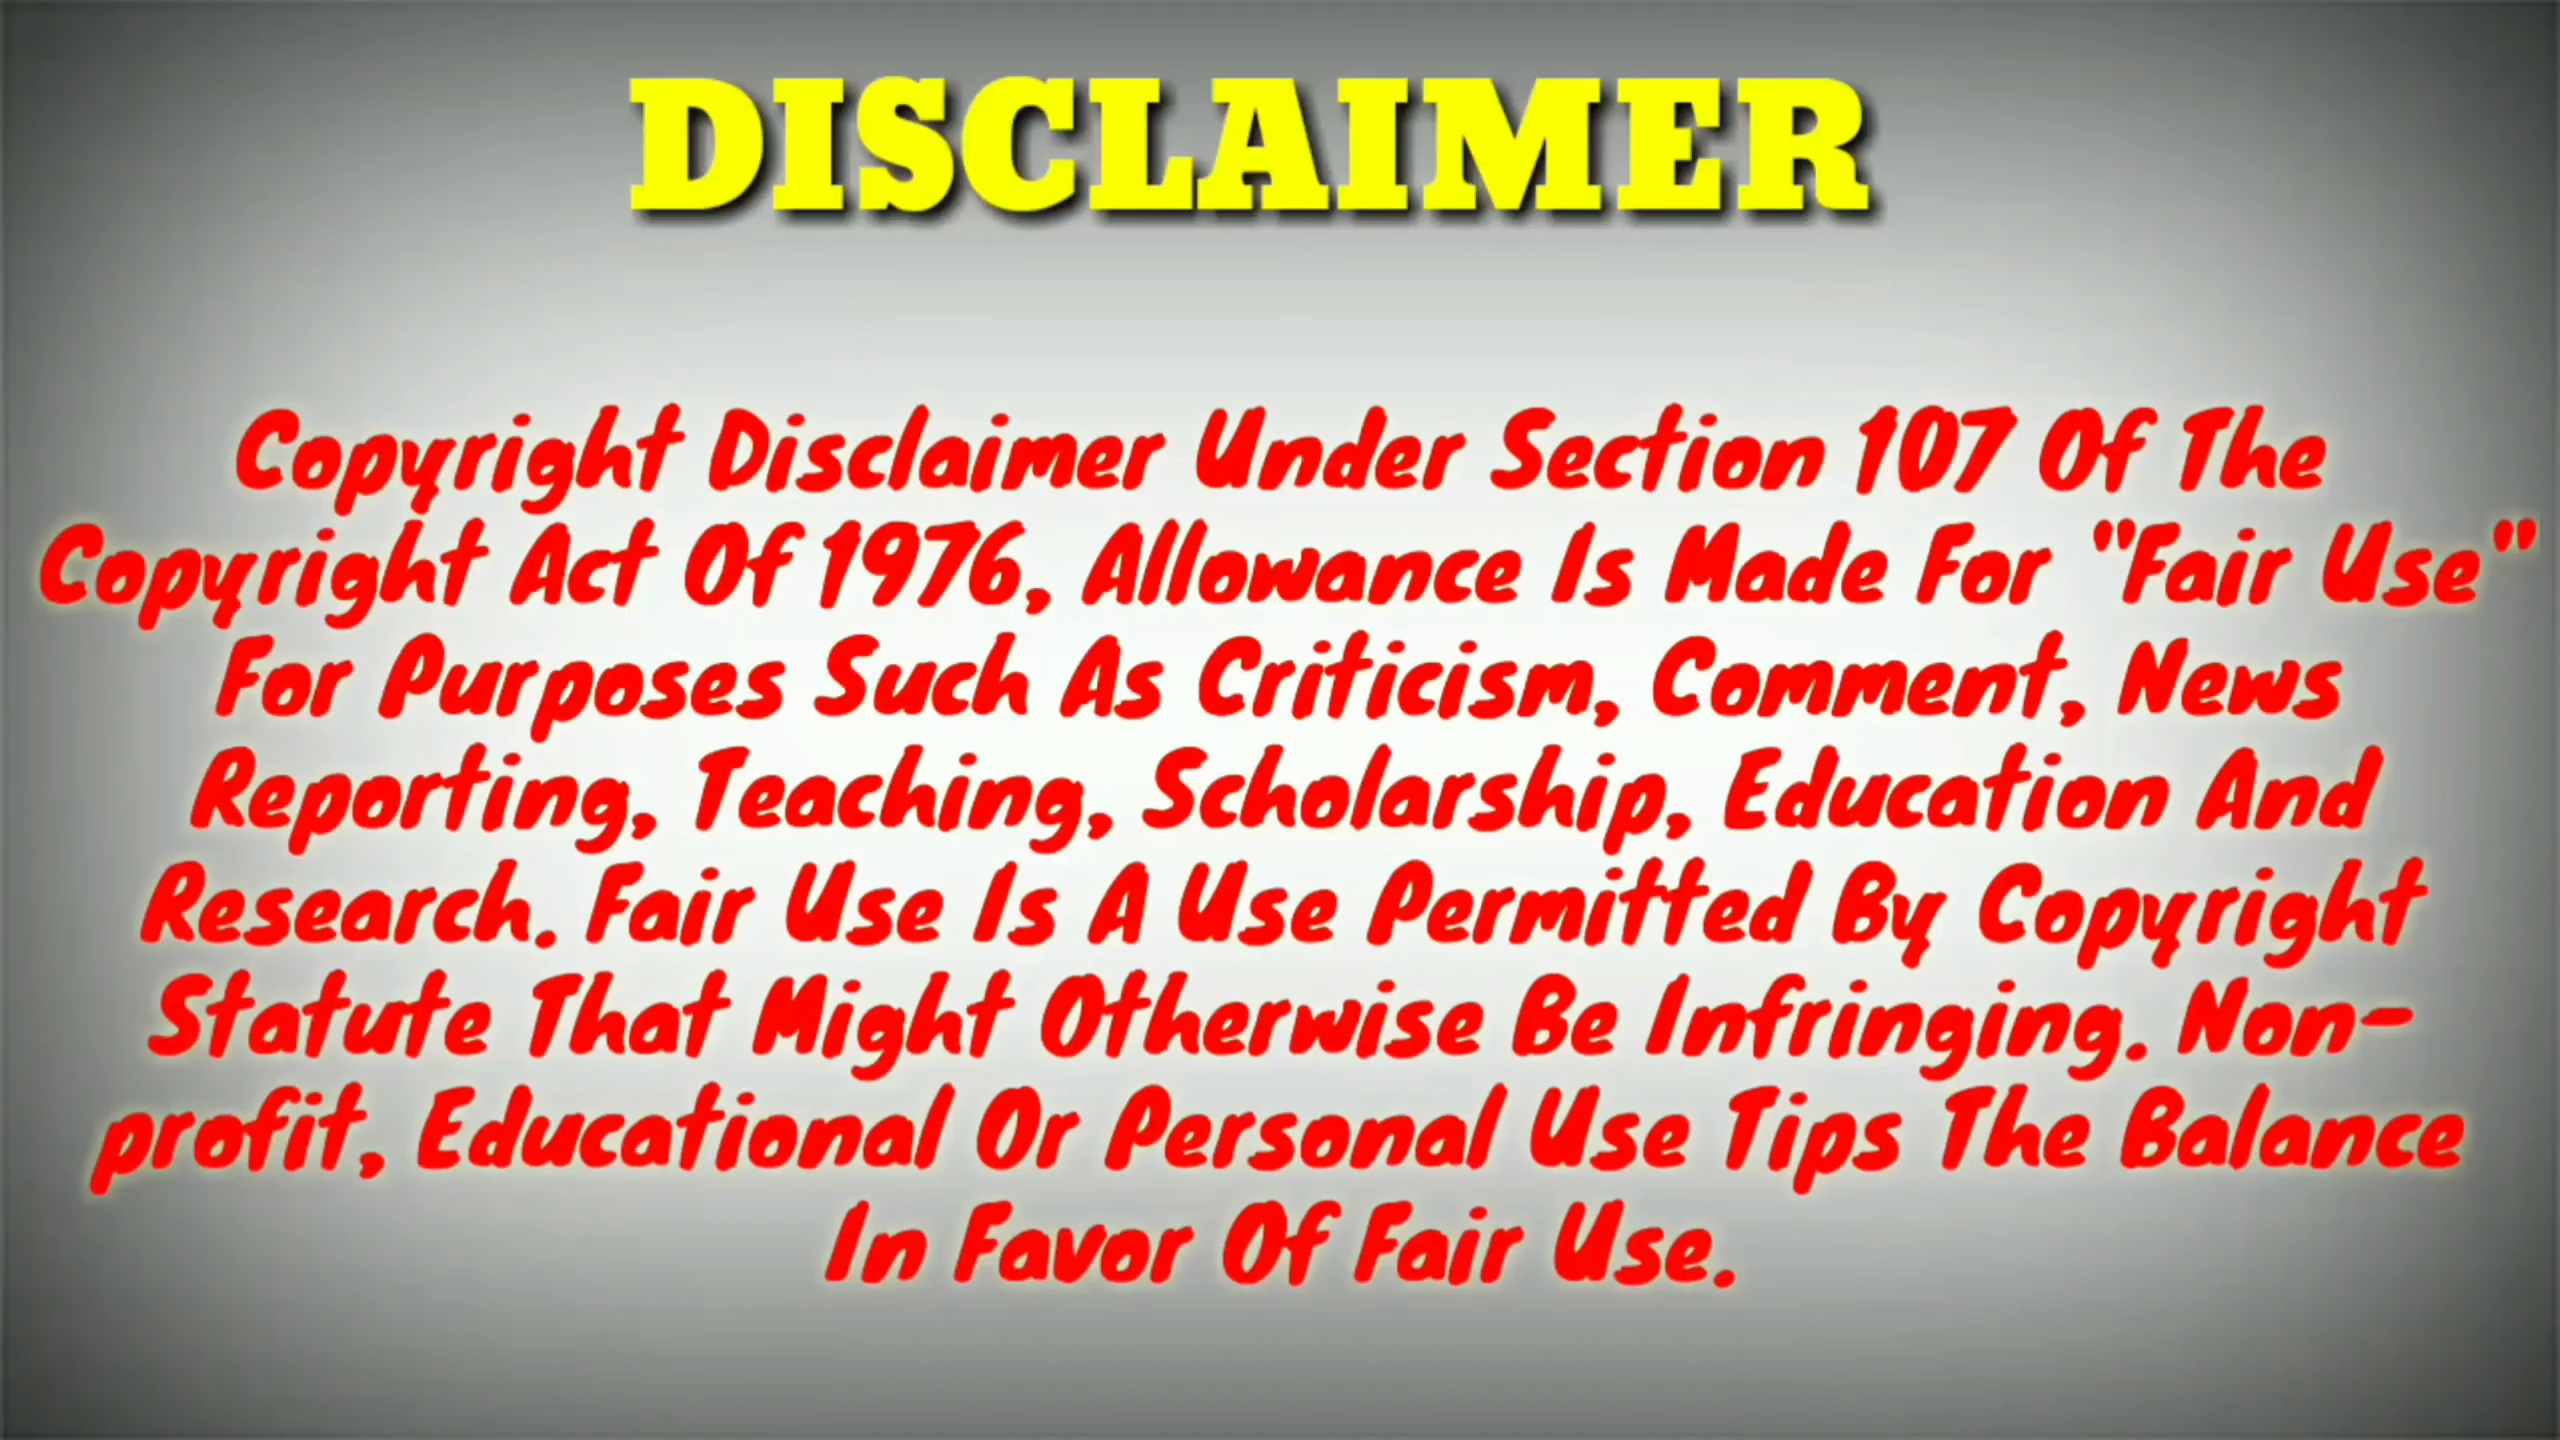 DISCLAIMER
Copyright Disclaimer Under Section 107 Of The
Copyright Act Of 1976, Allowance Is Made For "Fair Use"
For Purposes Such As Criticism, Comment, News
Reporting, Teaching, Scholarship, Education And
Research. Fair Use Is A Use Permitted By Copyright
Statute That Might Otherwise Be Infringing. Non-
profit, Educational Or Personal Use Tips The Balance
In Favor Of Fair Use.